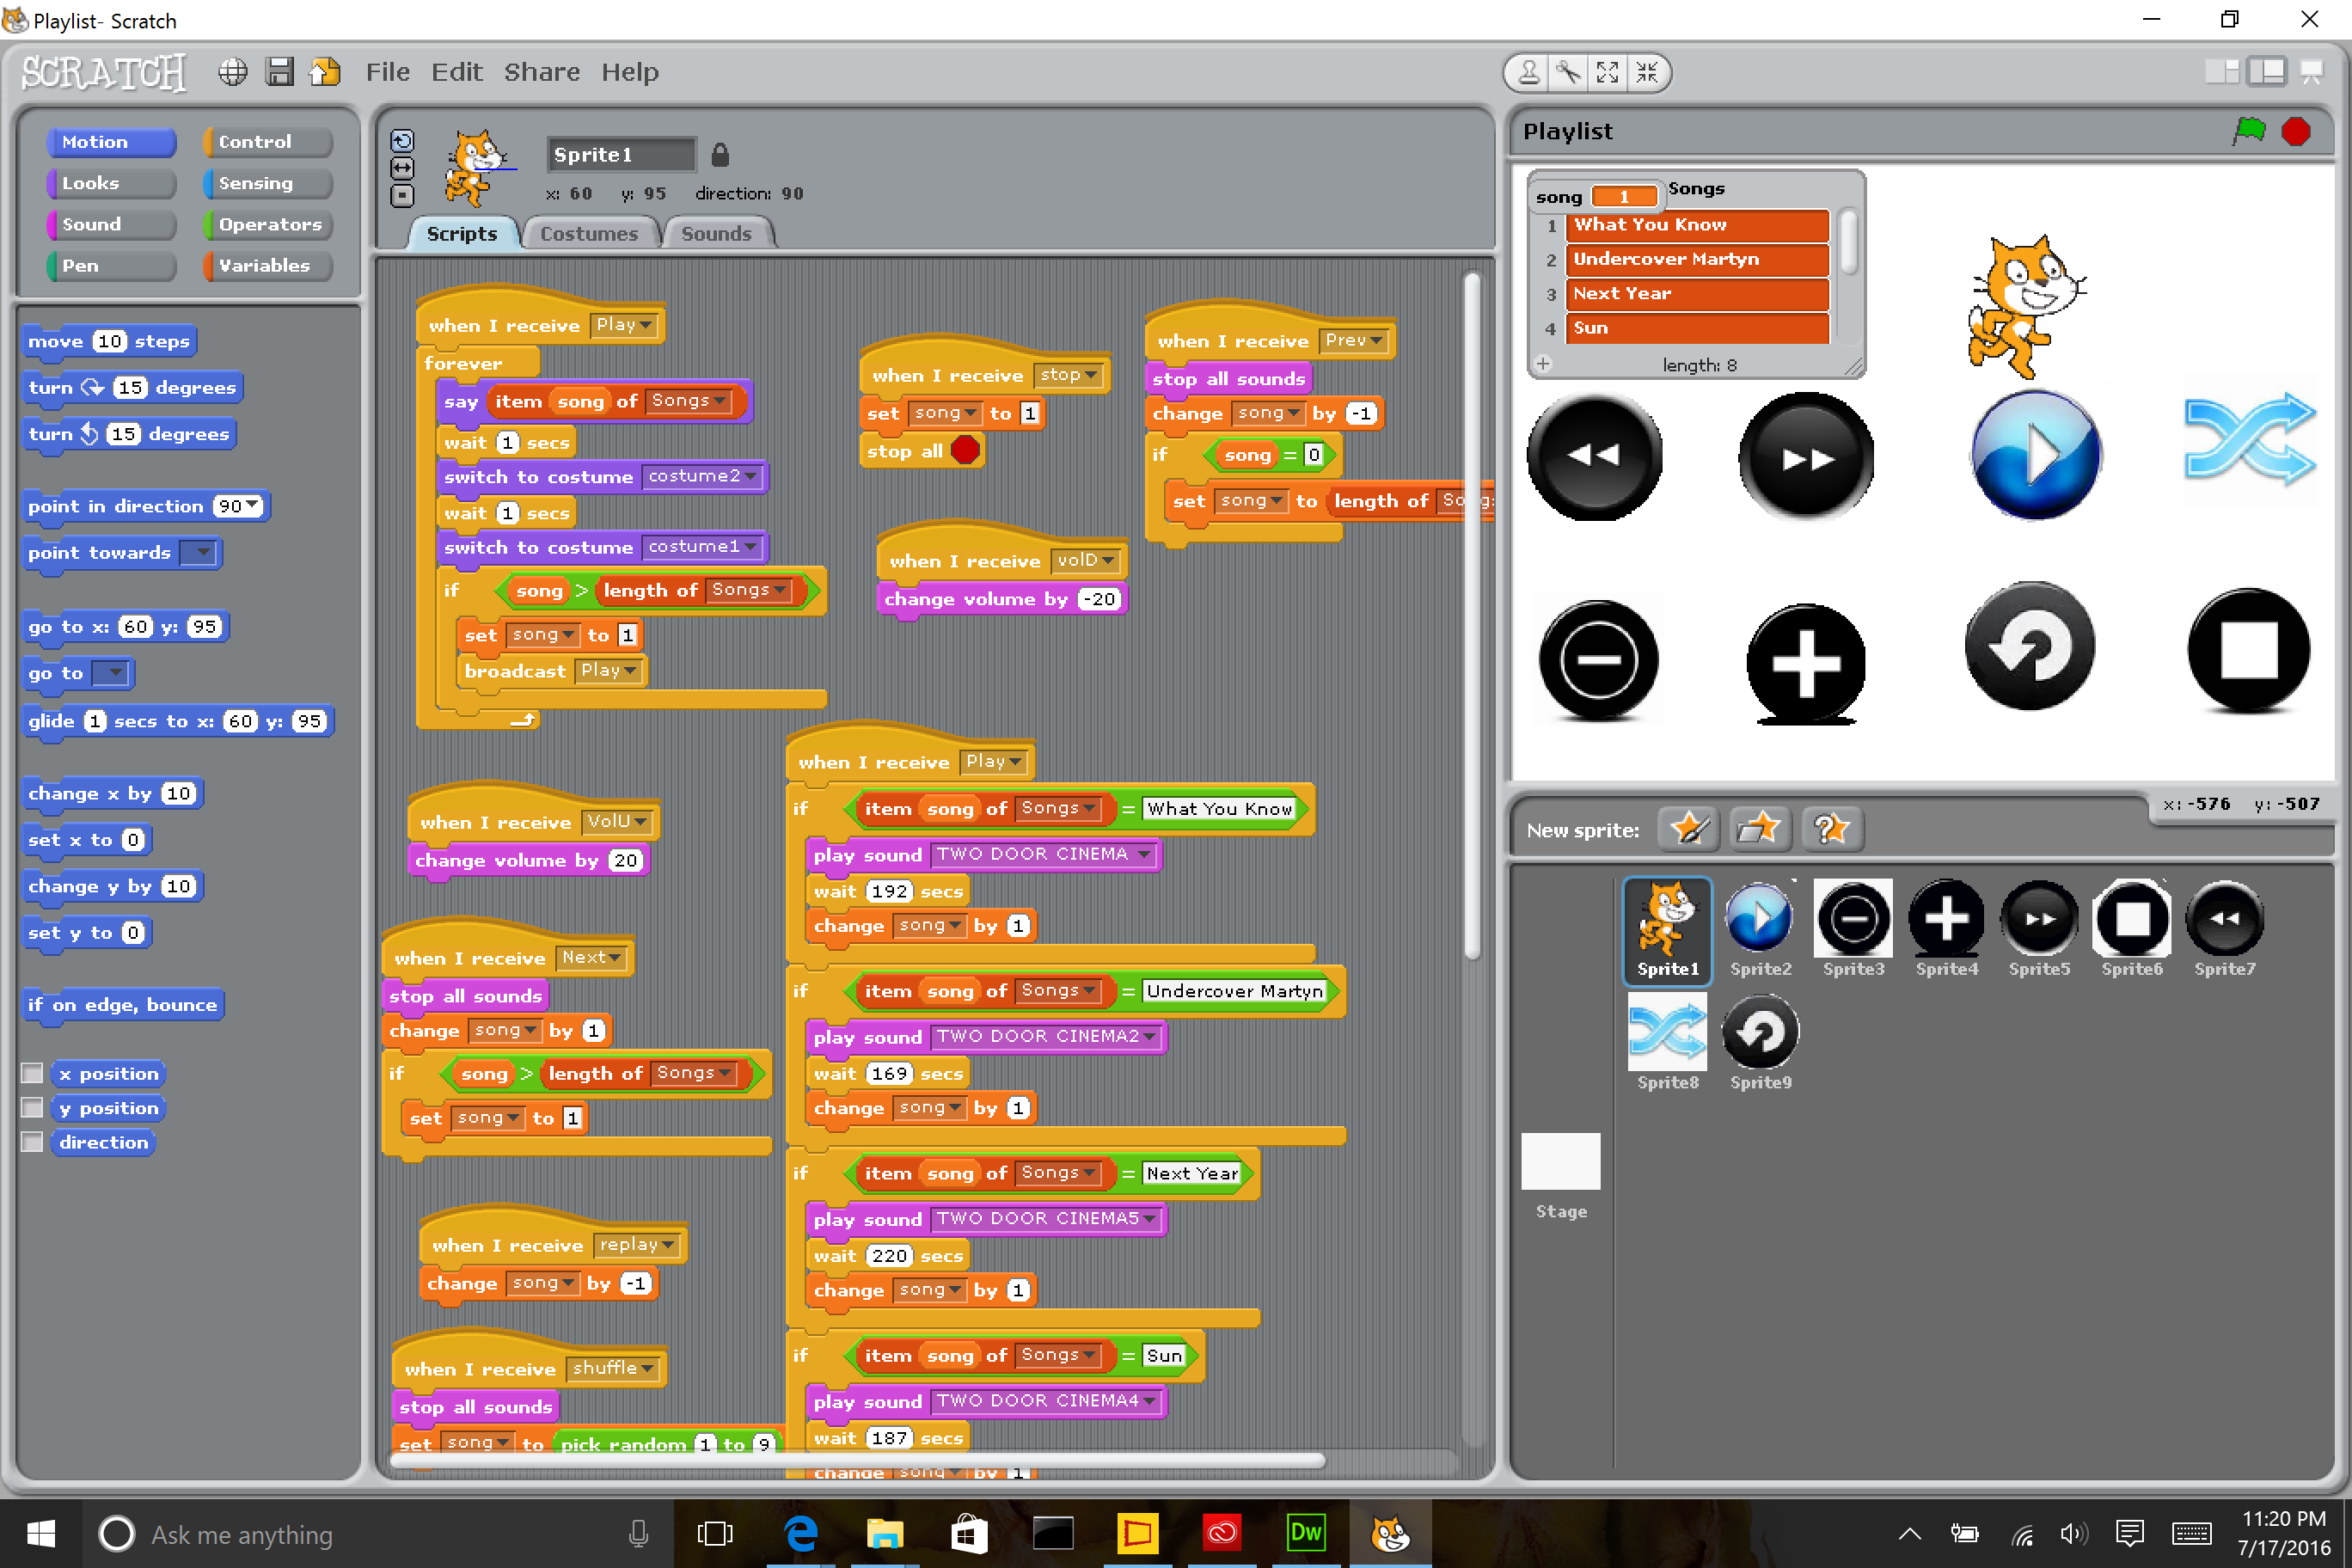 Playlist- Scratch
SCRATCH File Edit Share Help
Motion Control
Looks Sensing
Sound Operators
Pen Variables
move 10 steps
turn 15 degrees
turn 15 degrees
point in direction 90
point towards
go to x: 60 y: 95
go to
glide 1 secs to x: 60 y: 95
change x by 10
set x to 0
change y by 10
set y to 0
if on edge, bounce
x position
y position
direction
Sprite1
x: 60 y: 95 direction: 90
Scripts Costumes Sounds
when I receive Play
forever
say item song of Songs
wait 1 secs
switch to costume costume2
wait 1 secs
switch to costume costume1
if song > length of Songs
set song to 1
broadcast Play
when I receive stop
set song to 1
stop all
when I receive Prev
stop all sounds
change song by -1
if song = 0
set song to length of Songs
when I receive volD
change volume by -20
when I receive VolU
change volume by 20
when I receive Next
stop all sounds
change song by 1
if song > length of Songs
set song to 1
when I receive replay
change song by -1
when I receive shuffle
stop all sounds
set song to pick random 1 to 9
when I receive Play
if item song of Songs = What You Know
play sound TWO DOOR CINEMA
wait 192 secs
change song by 1
if item song of Songs = Undercover Martyn
play sound TWO DOOR CINEMA2
wait 169 secs
change song by 1
if item song of Songs = Next Year
play sound TWO DOOR CINEMA5
wait 220 secs
change song by 1
if item song of Songs = Sun
play sound TWO DOOR CINEMA4
wait 187 secs
change song by 1
Playlist
song 1 Songs
1 What You Know
2 Undercover Martyn
3 Next Year
4 Sun
+ length: 8
x: -576 y: -507
New sprite:
Sprite1 Sprite2 Sprite3 Sprite4 Sprite5 Sprite6 Sprite7
Sprite8 Sprite9
Stage
Ask me anything
Dw
11:20 PM
7/17/2016